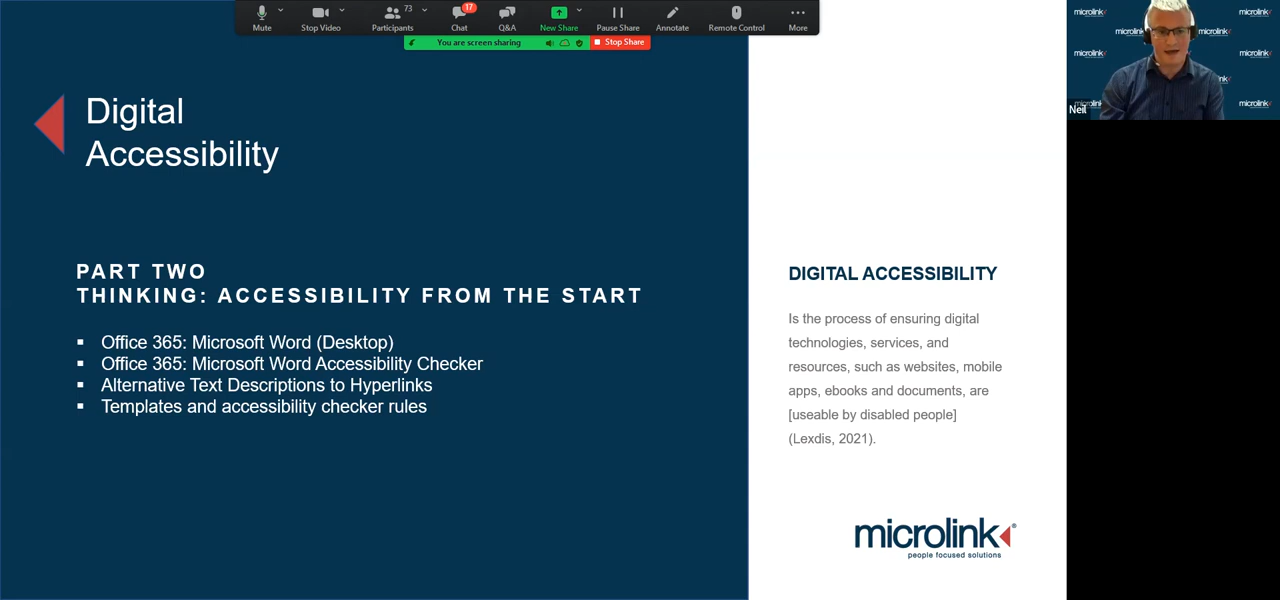 Mute
Stop Video
73
Participants
17
Chat
Q&A
New Share
Pause Share
Annotate
Remote Control
More
You are screen sharing
Stop Share
Digital
Accessibility
PART TWO
THINKING: ACCESSIBILITY FROM THE START
▪ Office 365: Microsoft Word (Desktop)
▪ Office 365: Microsoft Word Accessibility Checker
▪ Alternative Text Descriptions to Hyperlinks
▪ Templates and accessibility checker rules
DIGITAL ACCESSIBILITY
Is the process of ensuring digital
technologies, services, and
resources, such as websites, mobile
apps, ebooks and documents, are
[useable by disabled people]
(Lexdis, 2021).
microlink®
people focused solutions
microlink
microlink
microlink
microlink
microlink
microlink
microlink
microlink
Neil